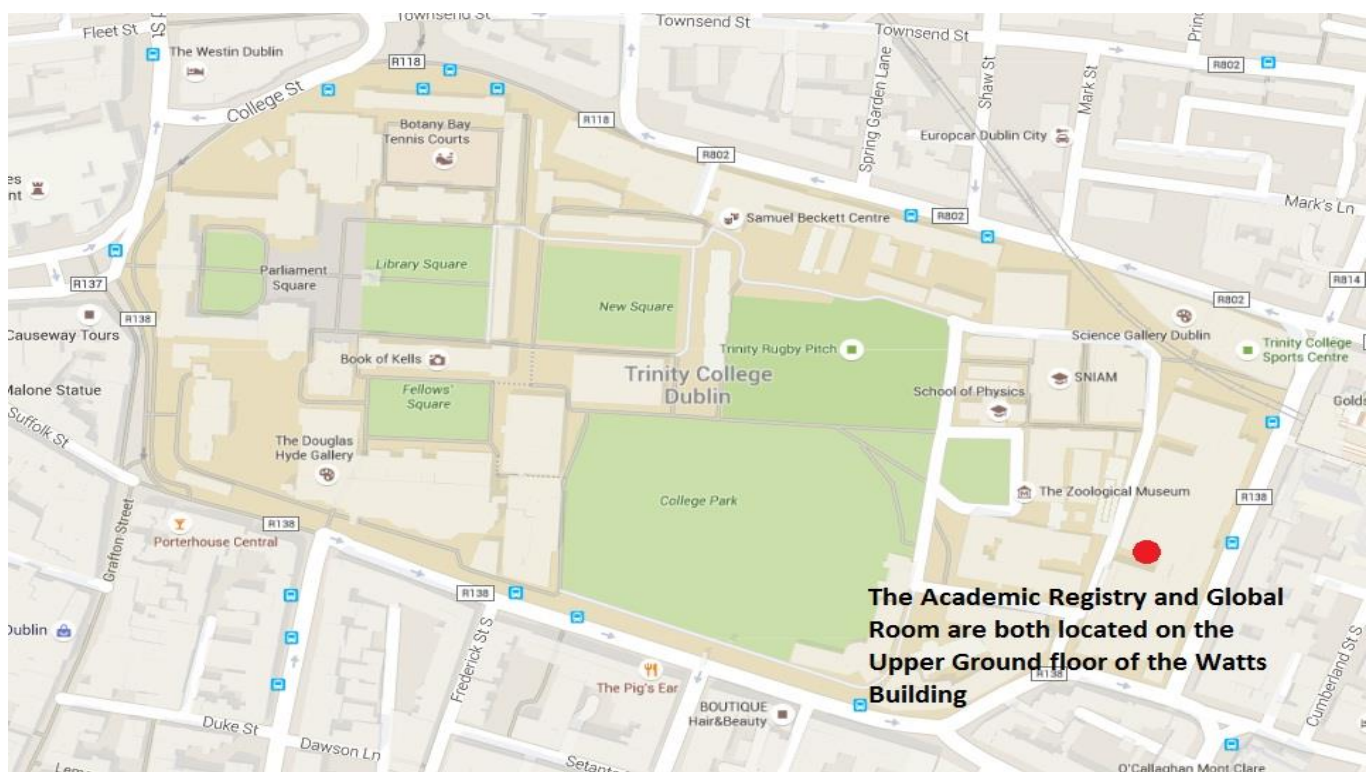 Fleet St
The Westin Dublin
College St
R118
Townsend St
Townsend St
Townsend St
R802
Botany Bay
Tennis Courts
R118
Spring Garden Lane
Shaw St
Mark St
Europcar Dublin City
R802
Mark's Ln
Samuel Beckett Centre
R802
R814
Parliament
Square
Library Square
New Square
R137
R138
Causeway Tours
Malone Statue
Book of Kells
Fellows'
Square
Trinity College
Dublin
Trinity Rugby Pitch
School of Physics
SNIAM
Science Gallery Dublin
R802
Trinity College
Sports Centre
Suffolk St
The Douglas
Hyde Gallery
College Park
The Zoological Museum
R138
Grafton Street
Porterhouse Central
R138
R138
Frederick St S
The Pig's Ear
BOUTIQUE
Hair&Beauty
Duke St
Dawson Ln
The Academic Registry and Global
Room are both located on the
Upper Ground floor of the Watts
Building
R138
Cumberland St S
O'Callaghan Mont Clare
Dublin